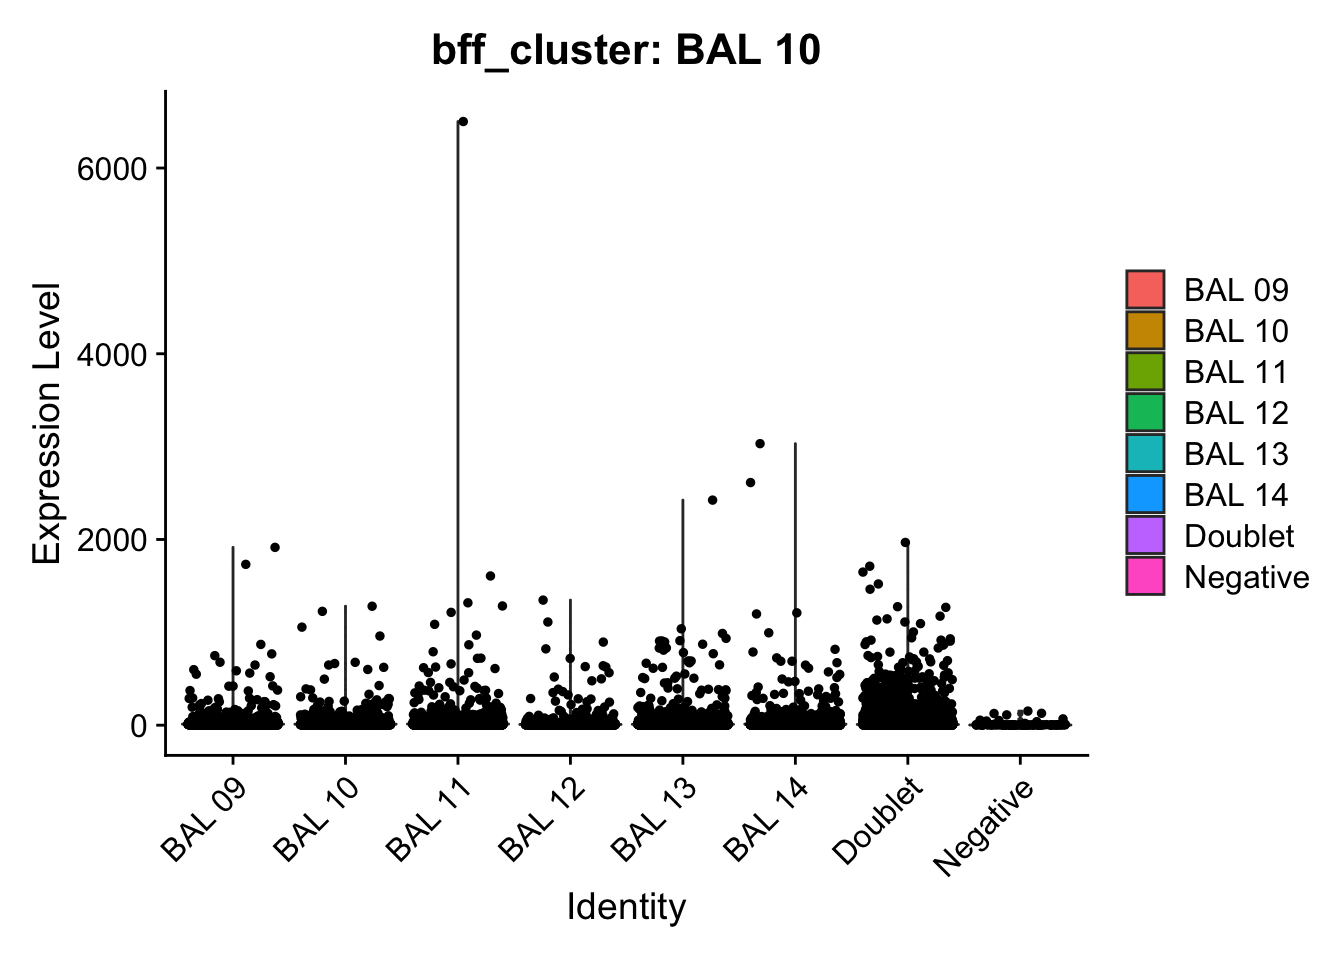 bff_cluster: BAL 10
Expression Level
6000
4000
2000
0
BAL 09
BAL 10
BAL 11
BAL 12
BAL 13
BAL 14
Doublet
Negative
Identity
BAL 09
BAL 10
BAL 11
BAL 12
BAL 13
BAL 14
Doublet
Negative